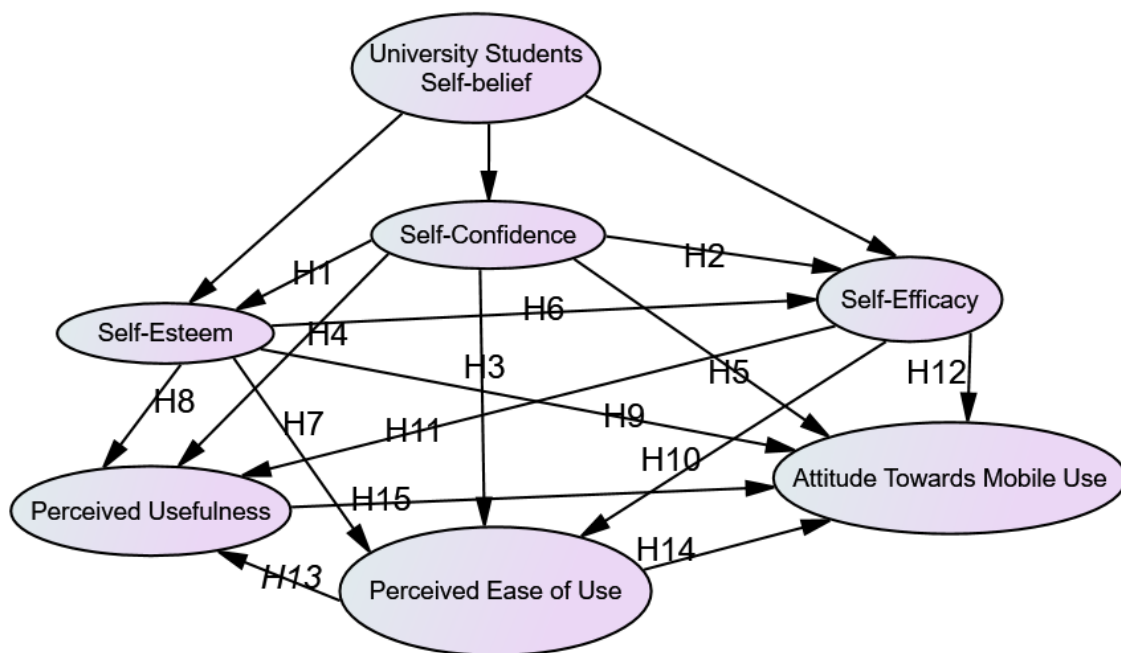 University Students
Self-belief
Self-Confidence
H1
H2
Self-Efficacy
Self-Esteem
H6
H4
H3
H5
H12
H8
H7
H9
H11
H10
Attitude Towards Mobile Use
Perceived Usefulness
H15
H14
H13
Perceived Ease of Use